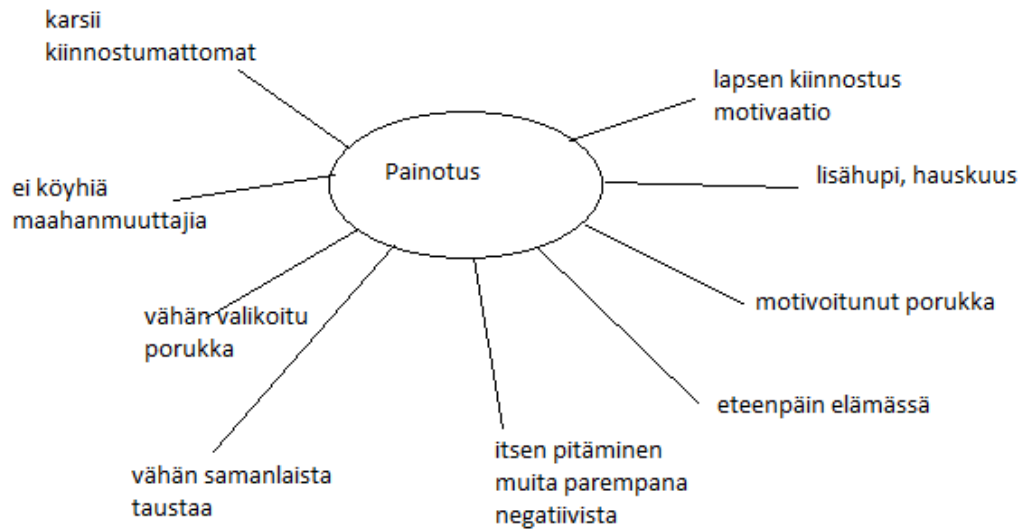 karsii
kiinnostumattomat
lapsen kiinnostus
motivaatio
Painotus
ei köyhiä
maahanmuuttajia
lisähupi, hauskuus
vähän valikoitu
porukka
motivoitunut porukka
eteenpäin elämässä
vähän samanlaista
taustaa
itsen pitäminen
muita parempana
negatiivista